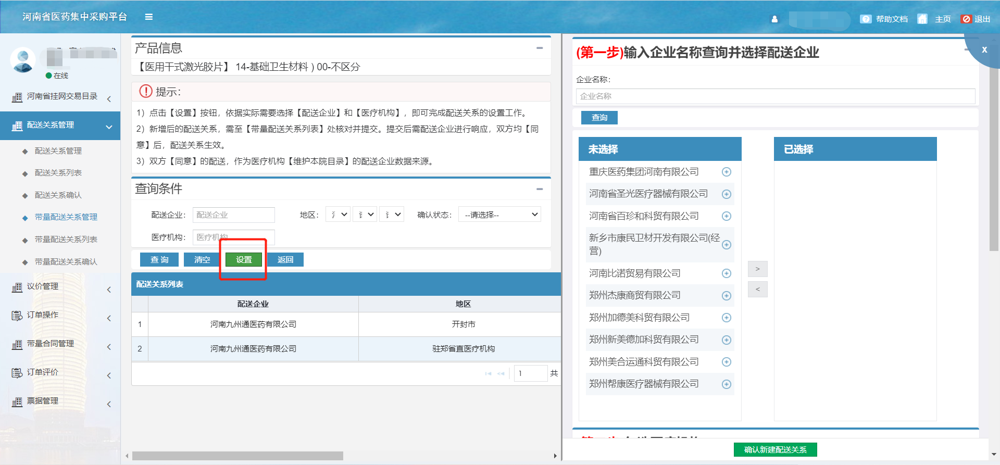 河南省医药集中采购平台
帮助文档
主页
退出
在线
河南省挂网交易目录
配送关系管理
配送关系管理
配送关系列表
配送关系确认
带量配送关系管理
带量配送关系列表
带量配送关系确认
议价管理
订单操作
带量合同管理
订单评价
票据管理
产品信息
【医用干式激光胶片】 14-基础卫生材料 ) 00-不区分
提示：
1）点击【设置】按钮，依据实际需要选择【配送企业】和【医疗机构】，即可完成配送关系的设置工作。
2）新增后的配送关系，需至【带量配送关系列表】处核对并提交。提交后需配送企业进行响应，双方均【同
意】后，配送关系生效。
3）双方【同意】的配送，作为医疗机构【维护本院目录】的配送企业数据来源。
查询条件
配送企业：
配送企业
地区：
确认状态：
--请选择--
医疗机构：
医疗机构
查 询
清空
设置
返回
配送关系列表
配送企业
地区
1
河南九州通医药有限公司
开封市
2
河南九州通医药有限公司
驻郑省直医疗机构
1
共
(第一步)输入企业名称查询并选择配送企业
x
企业名称：
企业名称
查询
未选择
已选择
重庆医药集团河南有限公司
河南省圣光医疗器械有限公司
河南省百珍和科贸有限公司
新乡市康民卫材开发有限公司(经
营)
河南比诺贸易有限公司
郑州杰康商贸有限公司
郑州加德美科贸有限公司
郑州新美德加科贸有限公司
郑州美合运通科贸有限公司
郑州帮康医疗器械有限公司
>
<
确认新建配送关系